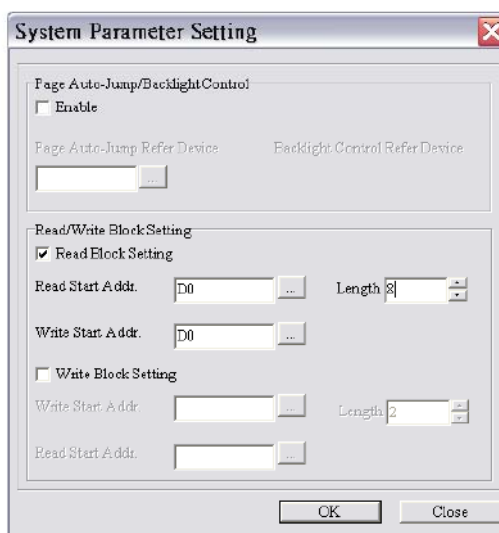 System Parameter Setting
Page Auto-Jump/Backlight Control
Enable
Page Auto-Jump Refer Device Backlight Control Refer Device
...
Read/Write Block Setting
Read Block Setting
Read Start Addr. D0 ... Length 8
Write Start Addr. D0 ...
Write Block Setting
Write Start Addr. ... Length 2
Read Start Addr. ...
OK Close